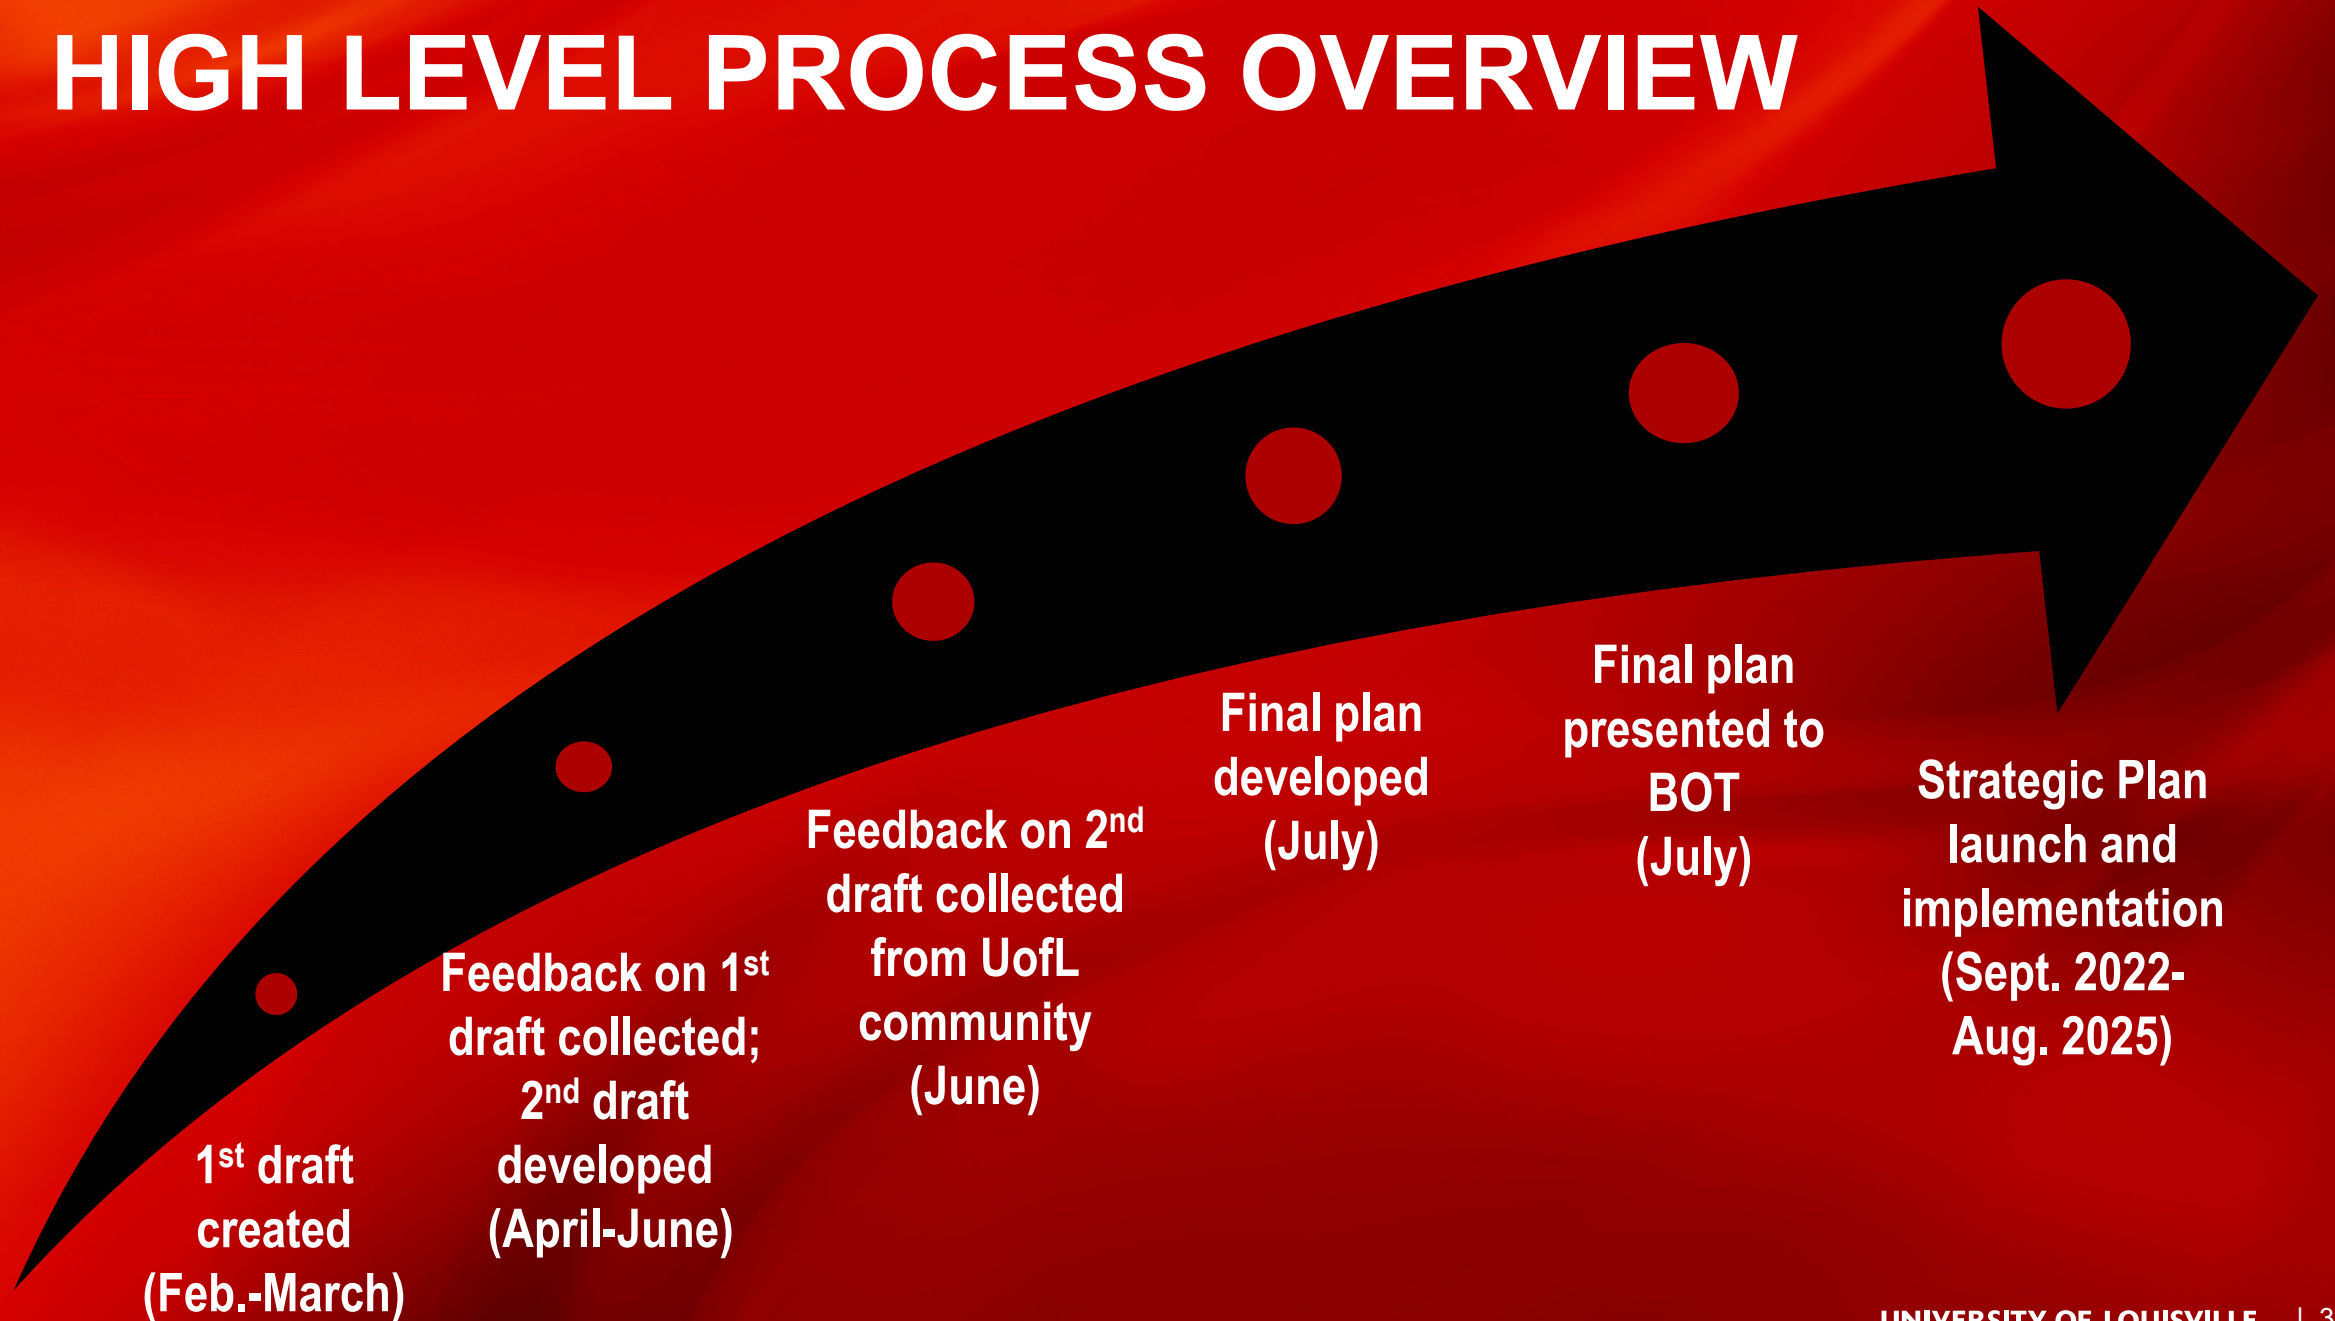 HIGH LEVEL PROCESS OVERVIEW
1st draft
created
(Feb.-March)
Feedback on 1st
draft collected;
2nd draft
developed
(April-June)
Feedback on 2nd
draft collected
from UofL
community
(June)
Final plan
developed
(July)
Final plan
presented to
BOT
(July)
Strategic Plan
launch and
implementation
(Sept. 2022-
Aug. 2025)
UNIVERSITY OF LOUISVILLE | 3